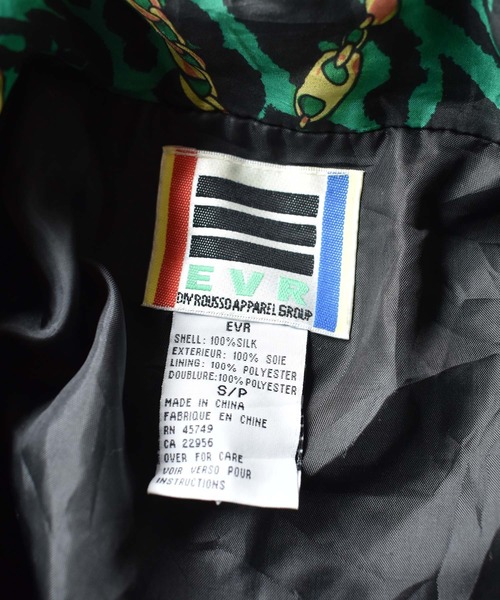 EVR
DIV ROUSSO APPAREL GROUP
EVR
SHELL: 100%SILK
EXTERIEUR: 100% SOIE
LINING: 100% POLYESTER
DOUBLURE:100%POLYESTER
S/P
MADE IN CHINA
FABRIQUE EN CHINE
RN 45749
CA 22956
OVER FOR CARE
VOIR VERSO POUR
INSTRUCTIONS